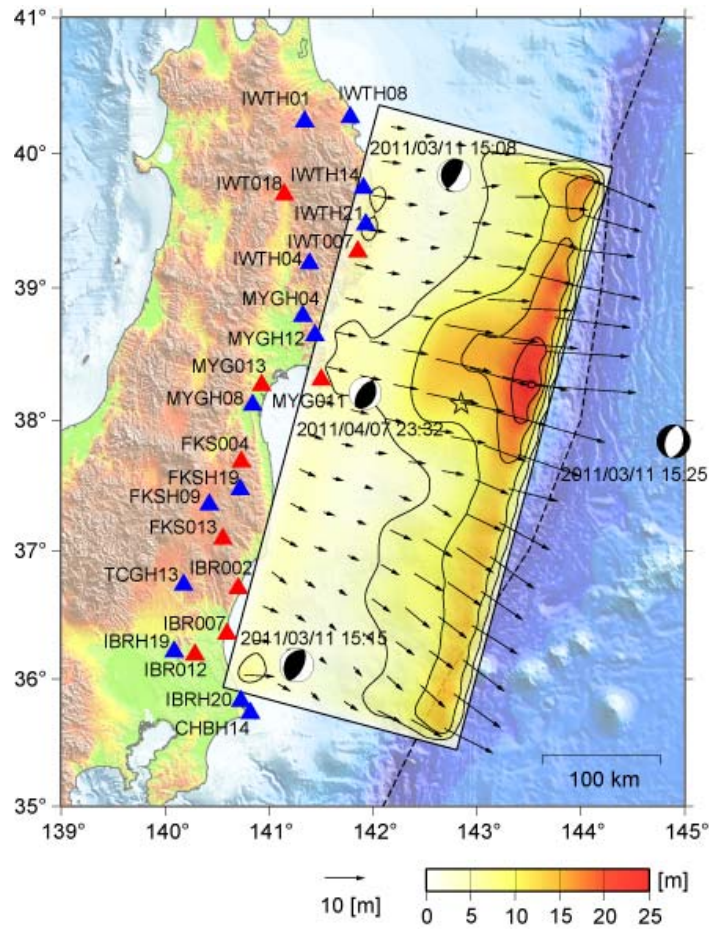 41°
IWTH01
IWTH08
2011/03/11 15:08
40°
IWT018
IWTH14
IWTH21
IWT007
IWTH04
39°
MYGH04
MYGH12
MYG013
MYGH08
MYG011
38°
2011/04/07 23:32
FKS004
2011/03/11 15:25
FKSH19
FKSH09
FKS013
37°
TCGH13
IBR002
IBR007
2011/03/11 15:15
IBRH19
IBR012
36°
IBRH20
CHBH14
100 km
35°
139° 140° 141° 142° 143° 144° 145°
10 [m]
[m]
0 5 10 15 20 25